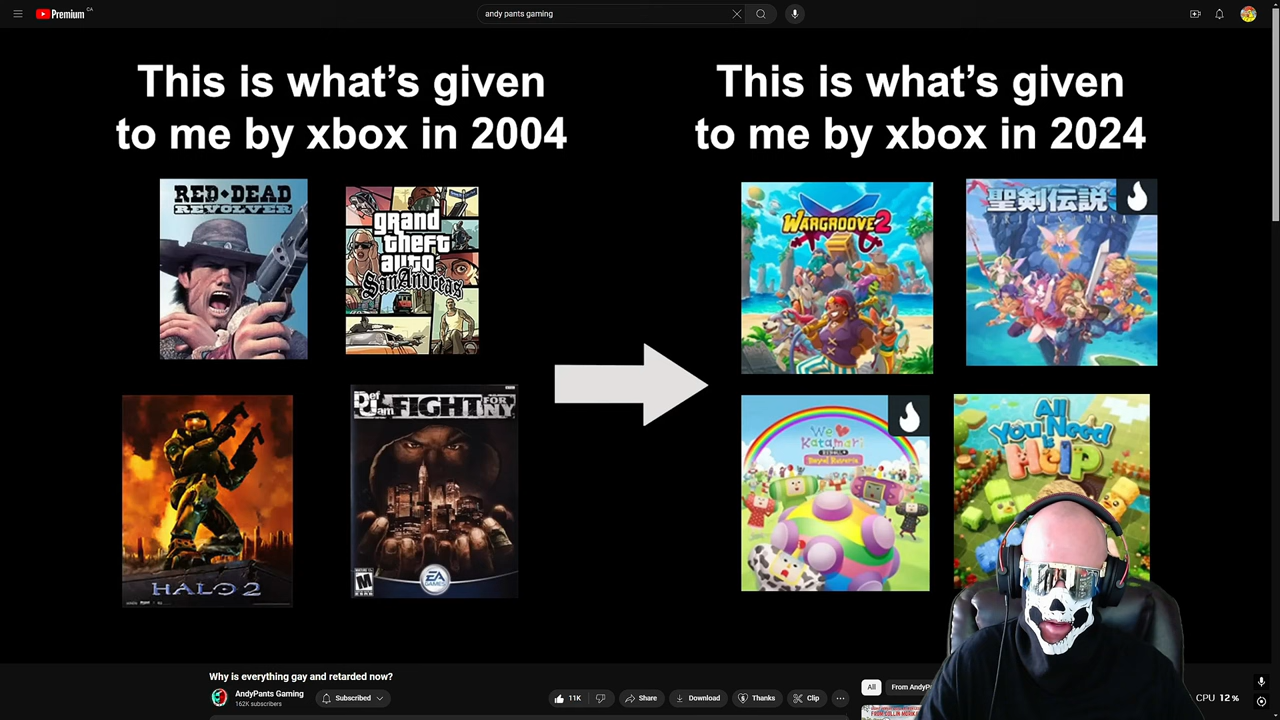 Premium CA
andy pants gaming
This is what's given
to me by xbox in 2004
This is what's given
to me by xbox in 2024
RED DEAD
REVOLVER
grand
theft
auto
San Andreas
HALO 2
Def Jam FIGHT FOR NY
M
EA
GAMES
WARGROOVE 2
聖剣伝説
We ♥
Katamari
REROLL+
Royal Reverie
All
You Need
is
Help
Why is everything gay and retarded now?
AndyPants Gaming
162K subscribers
Subscribed
11K
Share
Download
Thanks
Clip
All
From AndyP
CPU 12 %